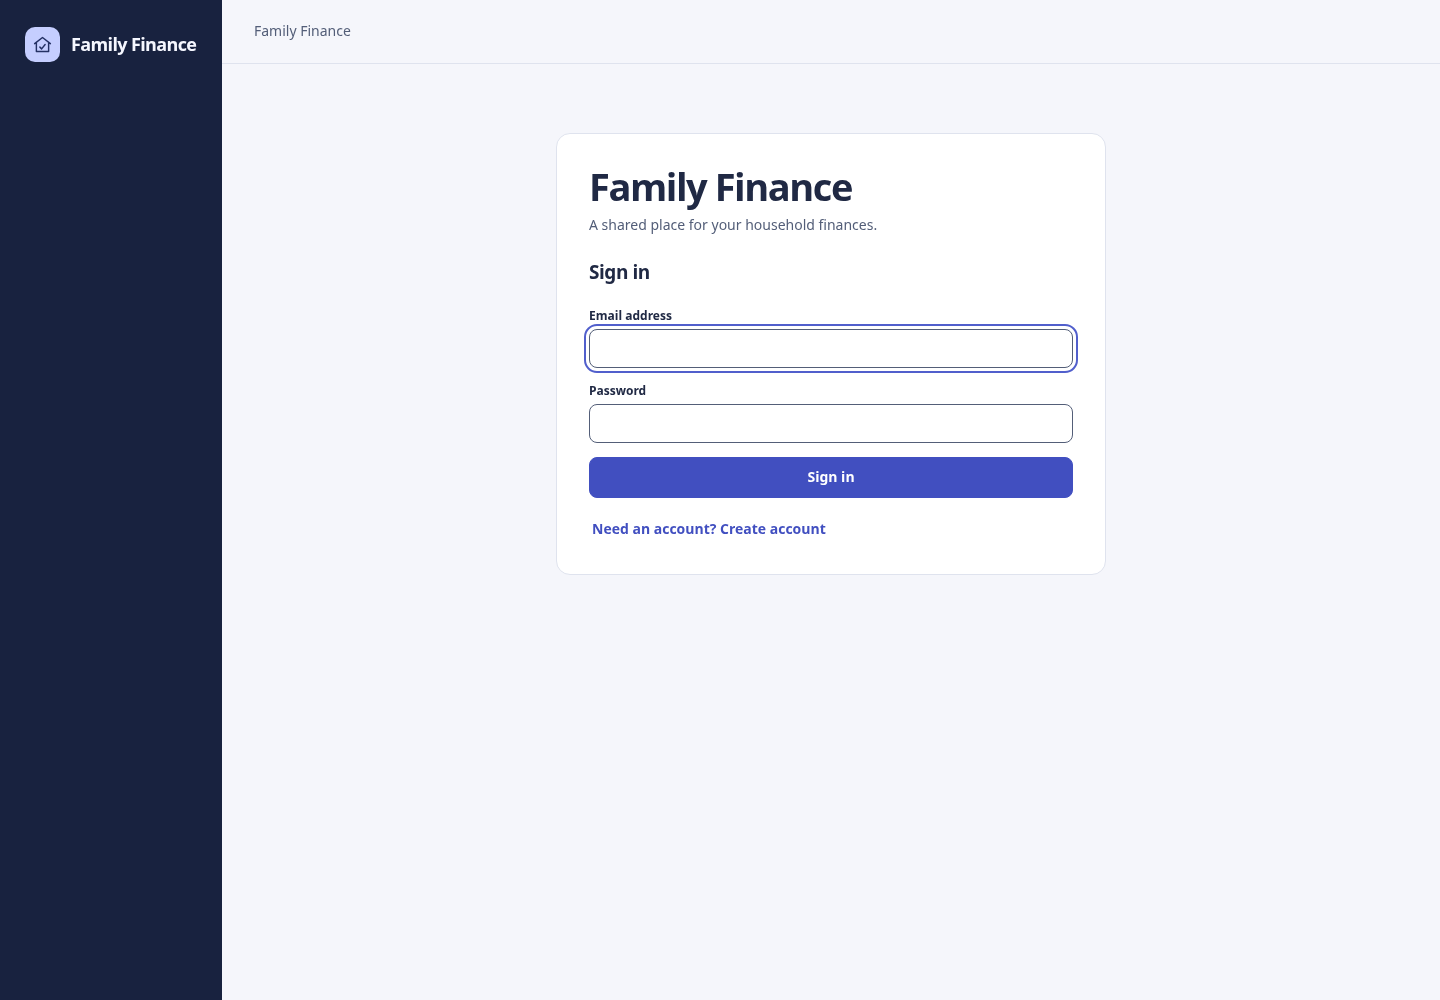 Family Finance
Family Finance
Family Finance
A shared place for your household finances.
Sign in
Email address
Password
Sign in
Need an account? Create account